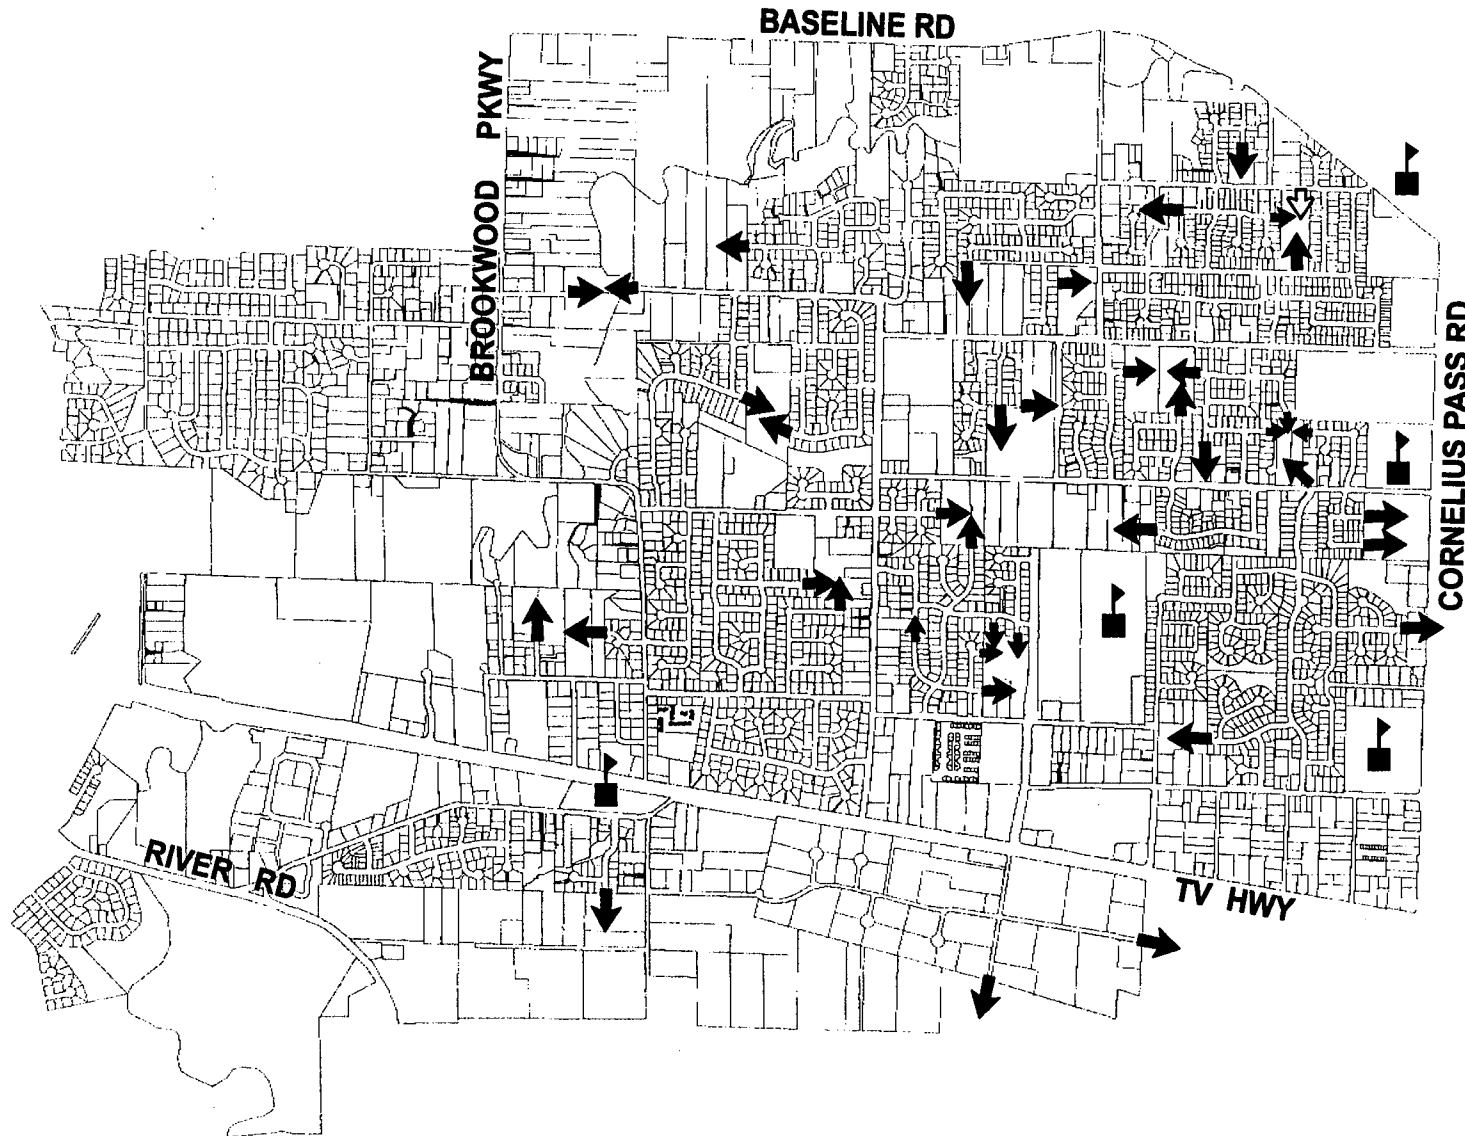 BASELINE RD
BROOKWOOD PKWY
CORNELIUS PASS RD
RIVER RD
TV HWY